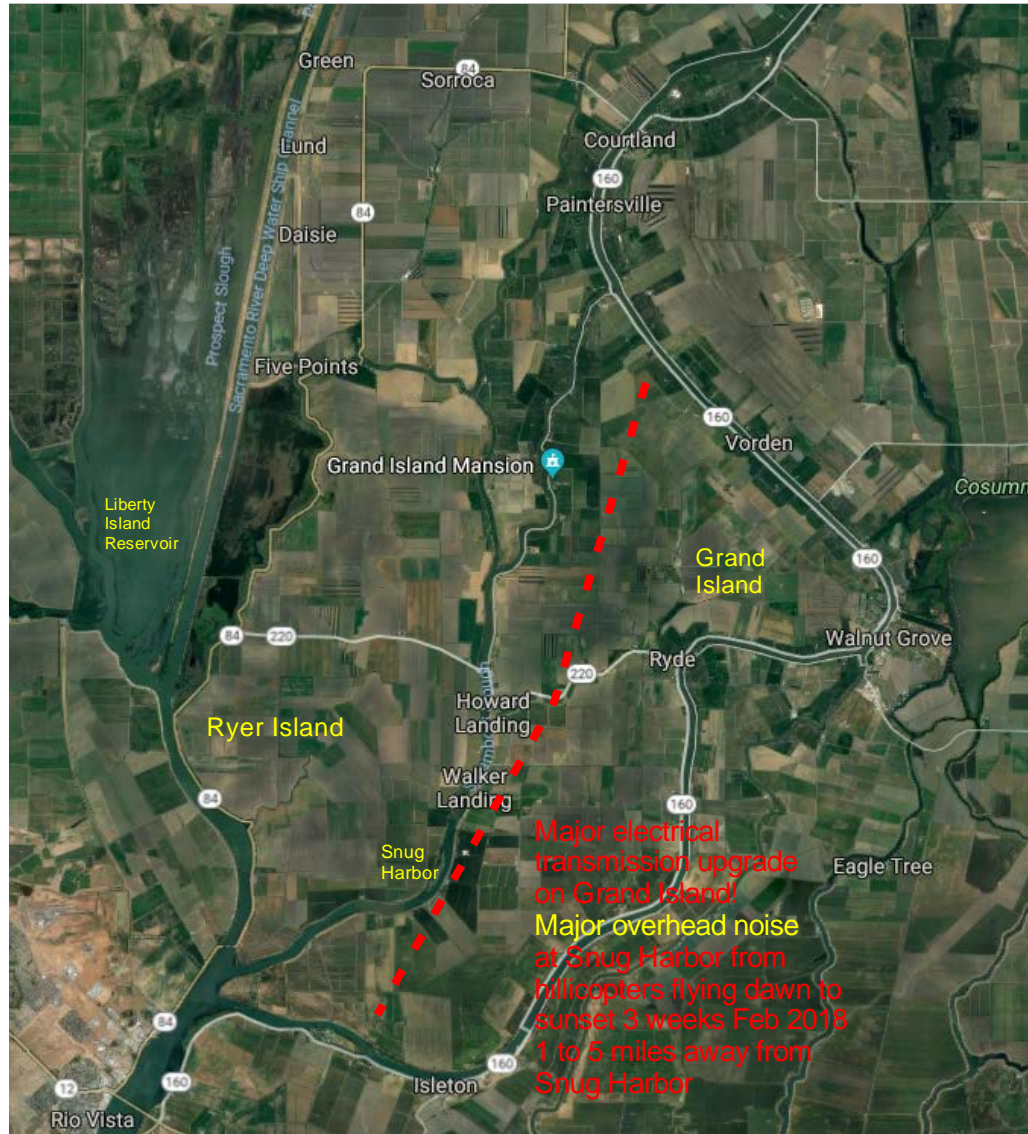 Green
84
Sorroca
Lund
Courtland
160
Paintersville
84
Daisie
Prospect Slough
Sacramento River Deep Water Ship Channel
Five Points
160
Vorden
Grand Island Mansion
Cosumn
Liberty
Island
Reservoir
160
Grand
Island
84
220
Walnut Grove
Ryde
220
Howard
Landing
Ryer Island
Walker
Landing
84
160
Snug
Harbor
Major electrical
transmission upgrade
on Grand Island!
Major overhead noise
at Snug Harbor from
hillicopters flying dawn to
sunset 3 weeks Feb 2018
1 to 5 miles away from
Snug Harbor
Eagle Tree
84
160
Isleton
12
160
Rio Vista